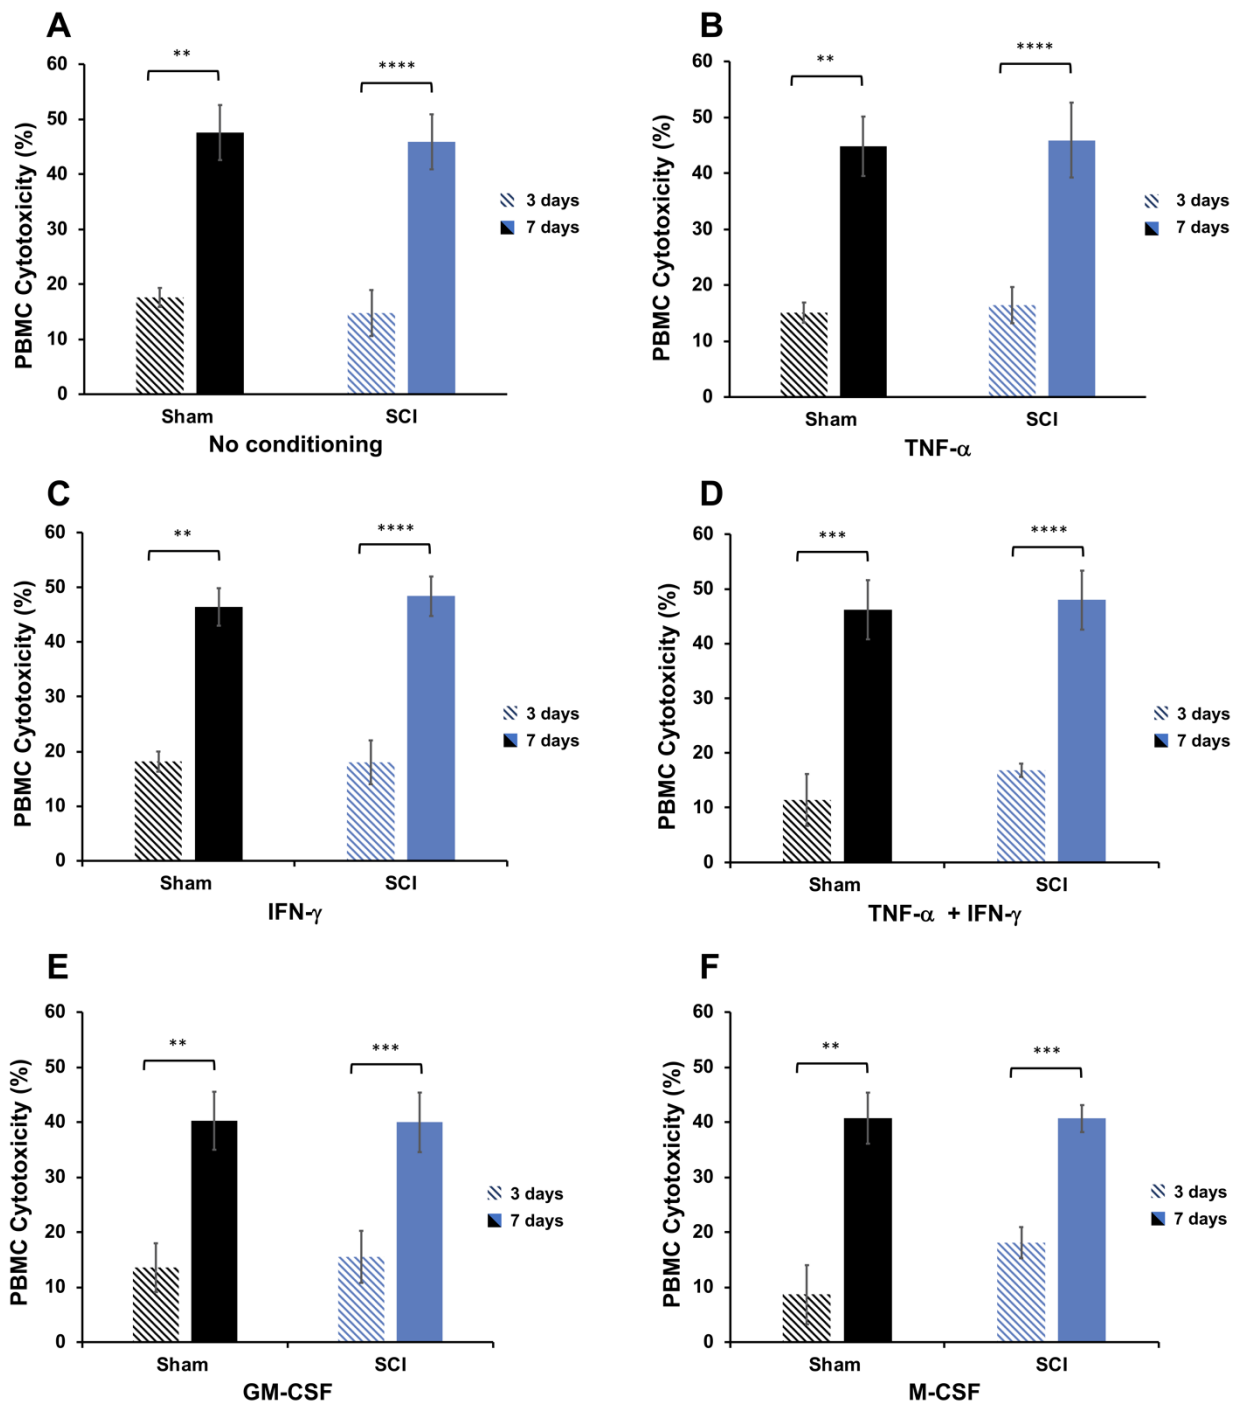 A
PBMC Cytotoxicity (%)
60
50
40
30
20
10
0
**
****
Sham
SCI
No conditioning
3 days
7 days
B
PBMC Cytotoxicity (%)
60
50
40
30
20
10
0
**
****
Sham
SCI
TNF-α
3 days
7 days
C
PBMC Cytotoxicity (%)
60
50
40
30
20
10
0
**
****
Sham
SCI
IFN-γ
3 days
7 days
D
PBMC Cytotoxicity (%)
60
50
40
30
20
10
0
***
****
Sham
SCI
TNF-α + IFN-γ
3 days
7 days
E
PBMC Cytotoxicity (%)
60
50
40
30
20
10
0
**
***
Sham
SCI
GM-CSF
3 days
7 days
F
PBMC Cytotoxicity (%)
60
50
40
30
20
10
0
**
***
Sham
SCI
M-CSF
3 days
7 days